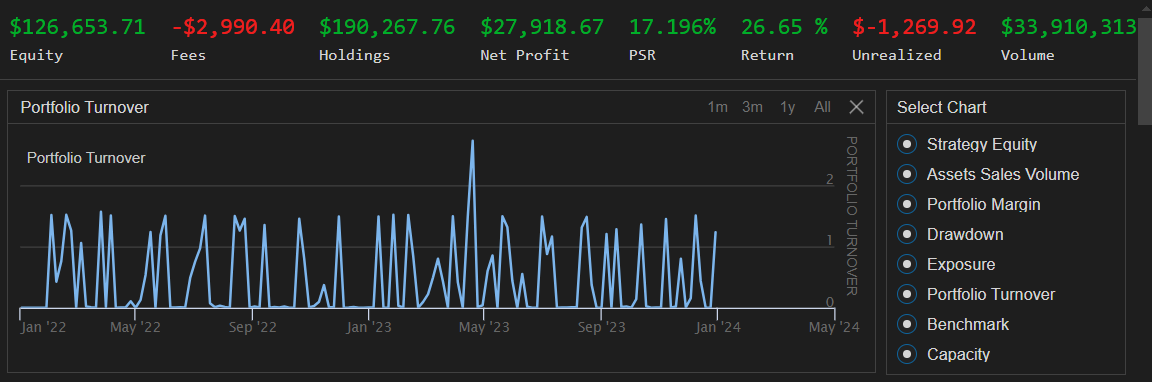 $126,653.71 -$2,990.40 $190,267.76 $27,918.67 17.196% 26.65 % $-1,269.92 $33,910,313
Equity Fees Holdings Net Profit PSR Return Unrealized Volume
Portfolio Turnover 1m 3m 1y All
Portfolio Turnover
PORTFOLIO TURNOVER
2
1
0
Jan '22 May '22 Sep '22 Jan '23 May '23 Sep '23 Jan '24 May '24
Select Chart
Strategy Equity
Assets Sales Volume
Portfolio Margin
Drawdown
Exposure
Portfolio Turnover
Benchmark
Capacity